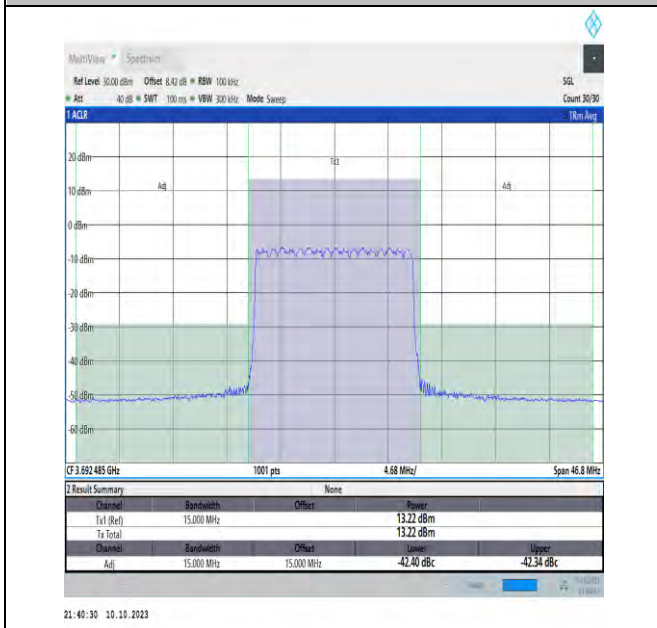 MultiView Spectrum
Ref Level 30.00 dBm Offset 8.42 dB RBW 100 kHz SGL
Att 40 dB SWT 100 ms VBW 300 kHz Mode Sweep Count 30/30
1 ACLR 1Rm Avg
20 dBm
Tx1
10 dBm Adj Adj
0 dBm
-10 dBm
-20 dBm
-30 dBm
-40 dBm
-50 dBm
-60 dBm
CF 3.692 485 GHz 1001 pts 4.68 MHz/ Span 46.8 MHz
2 Result Summary None
Channel Bandwidth Offset Power
Tx1 (Ref) 15.000 MHz 13.22 dBm
Tx Total 13.22 dBm
Channel Bandwidth Offset Lower Upper
Adj 15.000 MHz 15.000 MHz -42.40 dBc -42.34 dBc
21:40:30 10.10.2023